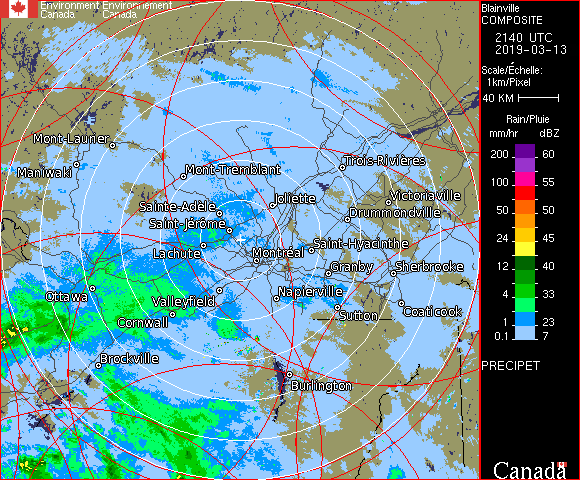 Environment Environnement
Canada Canada
Blainville
COMPOSITE
2140 UTC
2019-03-13
Scale/Échelle:
1km/Pixel
40 KM
Rain/Pluie
mm/hr dBZ
200 60
100 55
50 50
24 45
12 40
4 33
1 23
0.1 7
PRECIPET
Mont-Laurier
Maniwaki
Mont-Tremblant
Trois-Rivières
Sainte-Adèle
Joliette
Victoriaville
Drummondville
Saint-Jérôme
Lachute
Montréal
Saint-Hyacinthe
Granby
Sherbrooke
Ottawa
Valleyfield
Napierville
Cornwall
Sutton
Coaticook
Brockville
Burlington
Canada